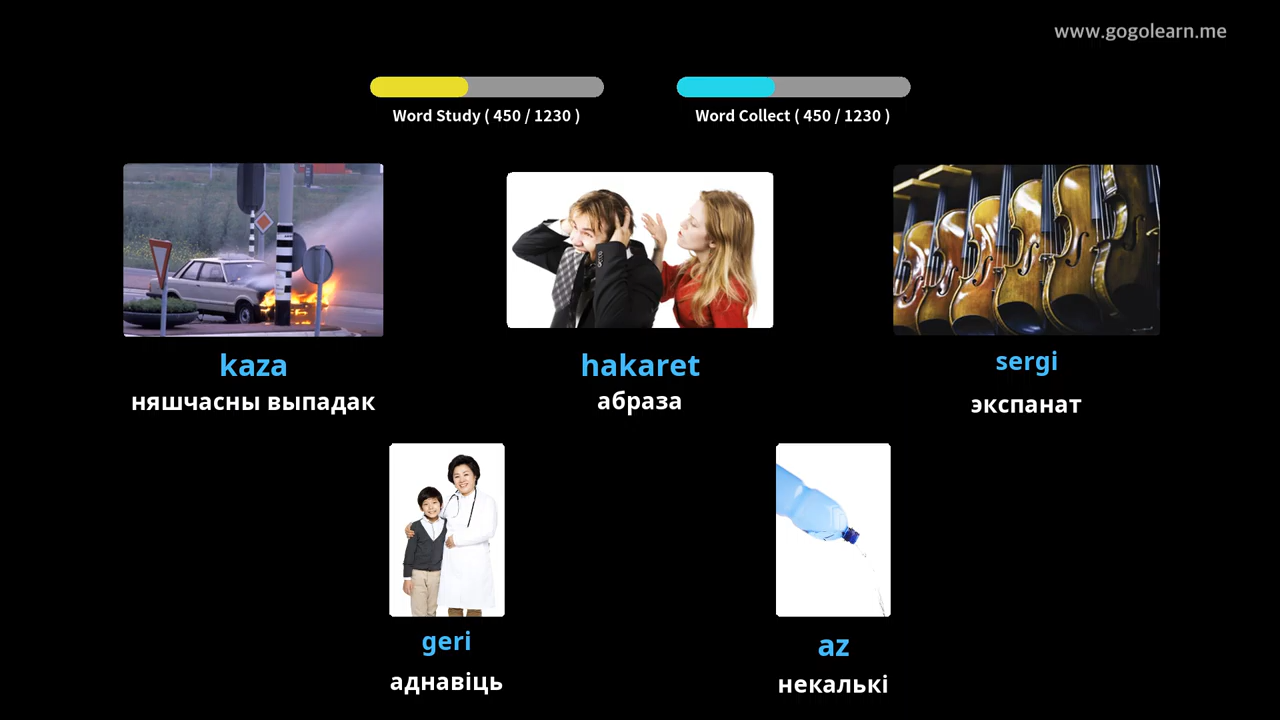 www.gogolearn.me
Word Study ( 450 / 1230 )
Word Collect ( 450 / 1230 )
kaza
няшчасны выпадак
hakaret
абраза
sergi
экспанат
geri
аднавіць
az
некалькі